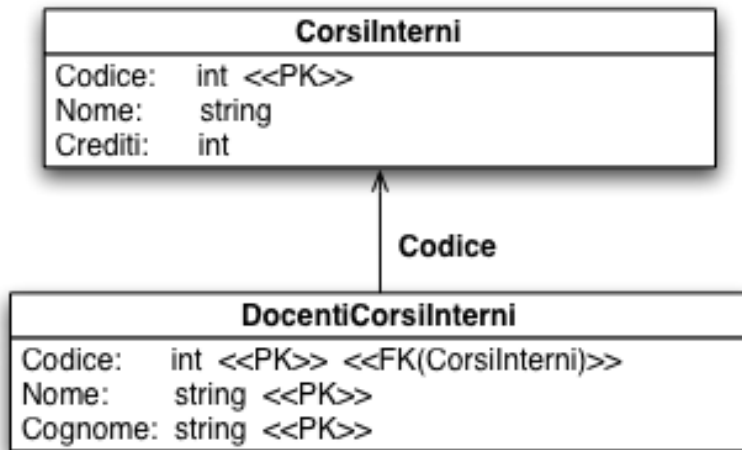 CorsiInterni
Codice: int <<PK>>
Nome: string
Crediti: int
Codice
DocentiCorsiInterni
Codice: int <<PK>> <<FK(CorsiInterni)>>
Nome: string <<PK>>
Cognome: string <<PK>>